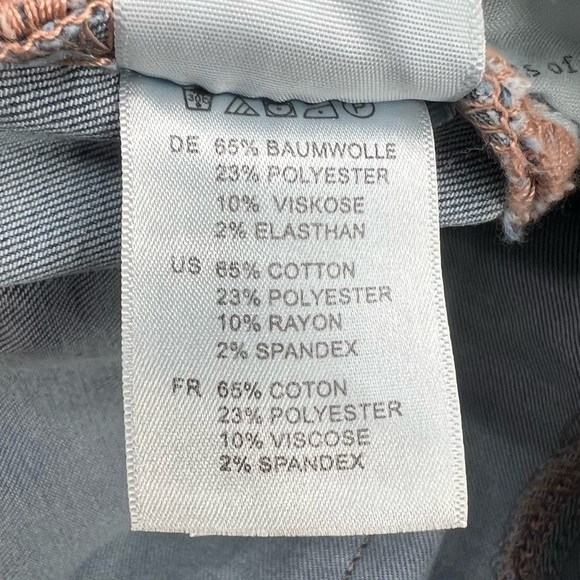 DE 65% BAUMWOLLE
23% POLYESTER
10% VISKOSE
2% ELASTHAN
US 65% COTTON
23% POLYESTER
10% RAYON
2% SPANDEX
FR 65% COTON
23% POLYESTER
10% VISCOSE
2% SPANDEX